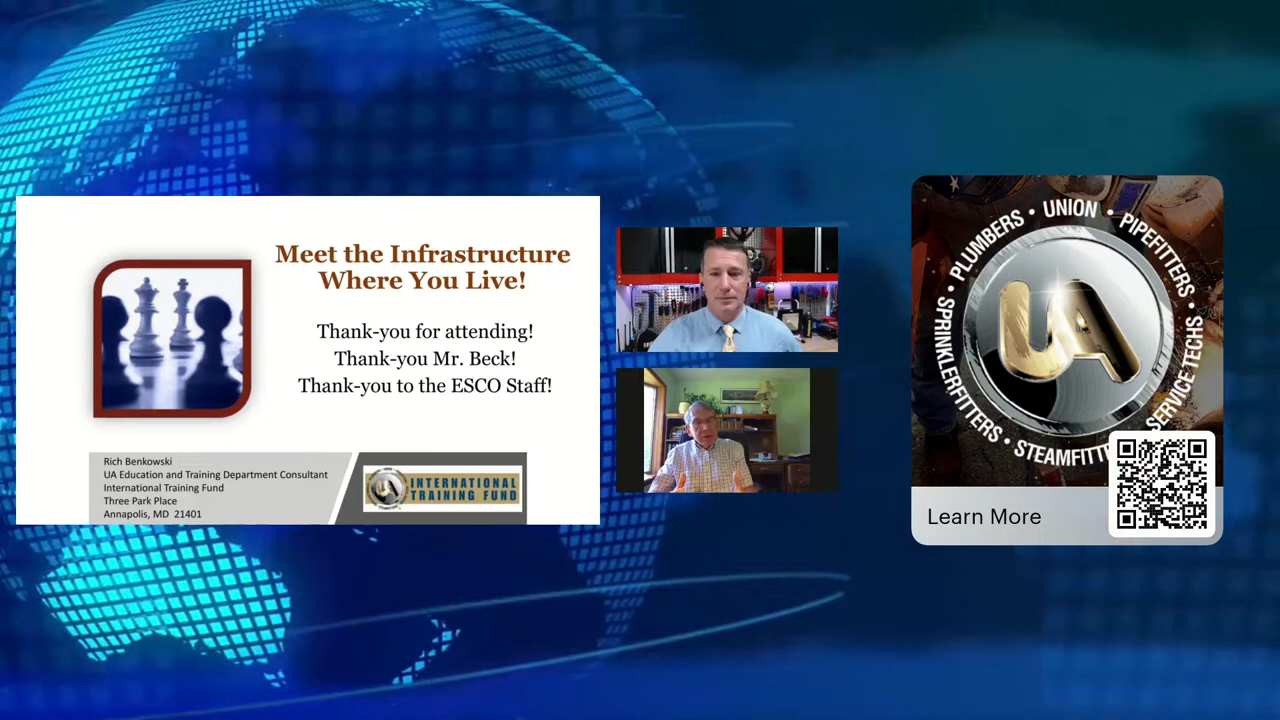 Meet the Infrastructure
Where You Live!
Thank-you for attending!
Thank-you Mr. Beck!
Thank-you to the ESCO Staff!
Rich Benkowski
UA Education and Training Department Consultant
International Training Fund
Three Park Place
Annapolis, MD  21401
UA
INTERNATIONAL
TRAINING FUND
• PLUMBERS • UNION • PIPEFITTERS •
SERVICE TECHS
SPRINKLERFITTERS • STEAMFITT
UA
Learn More